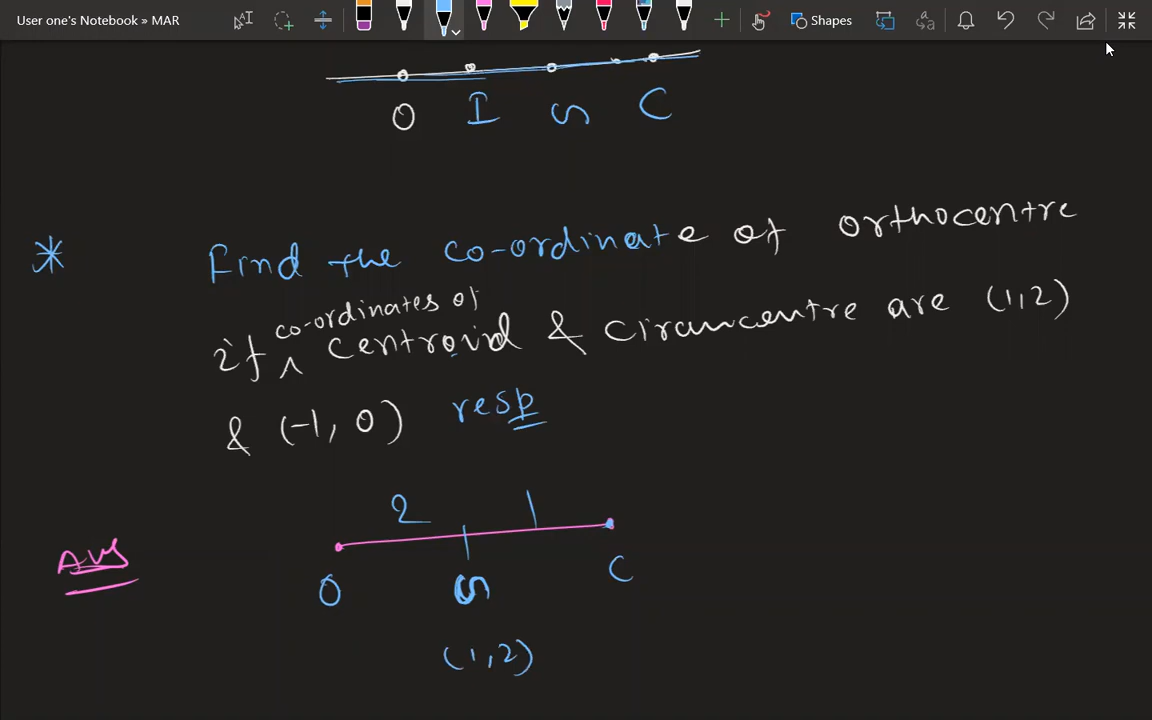 User one's Notebook » MAR
Shapes
O I G C
* Find the co-ordinate of orthocentre
co-ordinates of
if ^ centroid & circumcentre are (1,2)
& (-1, 0) resp
2 1
Ans
O G C
(1,2)